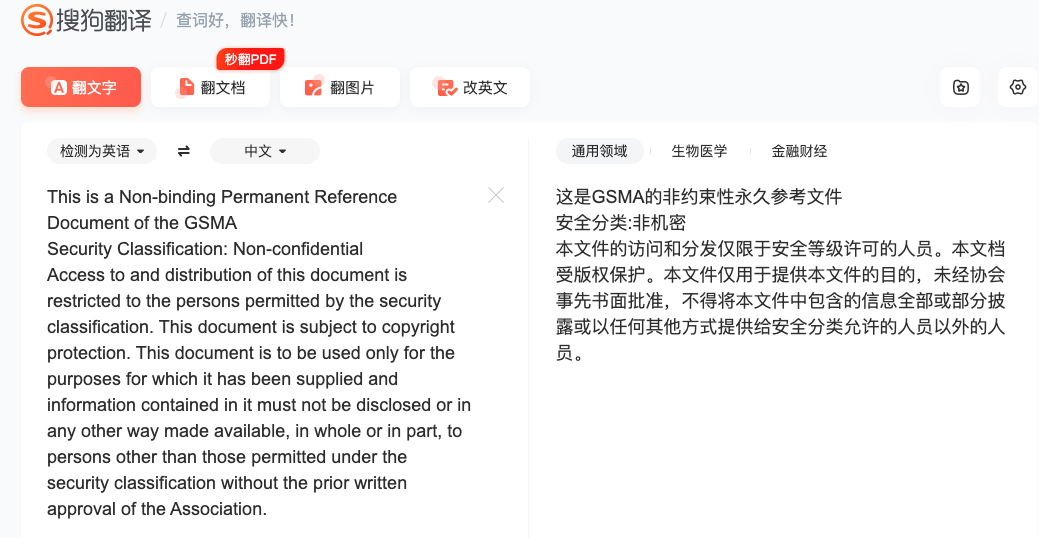 搜狗翻译 / 查词好，翻译快！
秒翻PDF
翻文字 翻文档 翻图片 改英文
检测为英语 中文 通用领域 生物医学 金融财经
This is a Non-binding Permanent Reference
Document of the GSMA
Security Classification: Non-confidential
Access to and distribution of this document is
restricted to the persons permitted by the security
classification. This document is subject to copyright
protection. This document is to be used only for the
purposes for which it has been supplied and
information contained in it must not be disclosed or in
any other way made available, in whole or in part, to
persons other than those permitted under the
security classification without the prior written
approval of the Association.
这是GSMA的非约束性永久参考文件
安全分类:非机密
本文件的访问和分发仅限于安全等级许可的人员。本文档
受版权保护。本文件仅用于提供本文件的目的，未经协会
事先书面批准，不得将本文件中包含的信息全部或部分披
露或以任何其他方式提供给安全分类允许的人员以外的人
员。